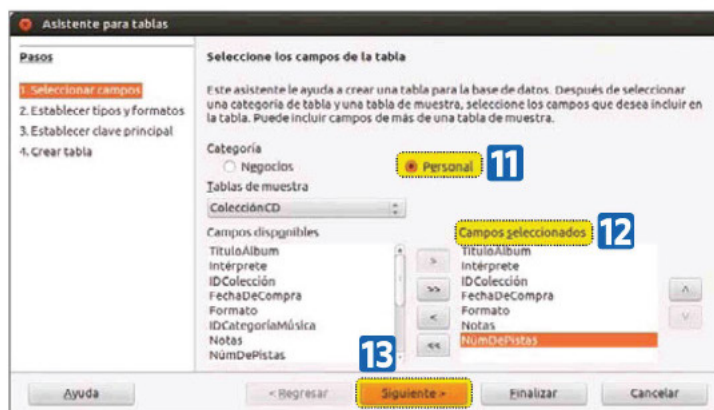 Asistente para tablas
Pasos
1. Seleccionar campos
2. Establecer tipos y formatos
3. Establecer clave principal
4. Crear tabla
Seleccione los campos de la tabla
Este asistente le ayuda a crear una tabla para la base de datos. Después de seleccionar
una categoría de tabla y una tabla de muestra, seleccione los campos que desea incluir en
la tabla. Puede incluir campos de más de una tabla de muestra.
Categoría
Negocios
Personal
11
Tablas de muestra
ColecciónCD
Campos disponibles
TítuloÁlbum
Intérprete
IDColección
FechaDeCompra
Formato
IDCategoríaMúsica
Notas
NúmDePistas
>
>>
<
<<
Campos seleccionados
12
TítuloÁlbum
Intérprete
IDColección
FechaDeCompra
Formato
Notas
NúmDePistas
13
Ayuda
< Regresar
Siguiente >
Finalizar
Cancelar